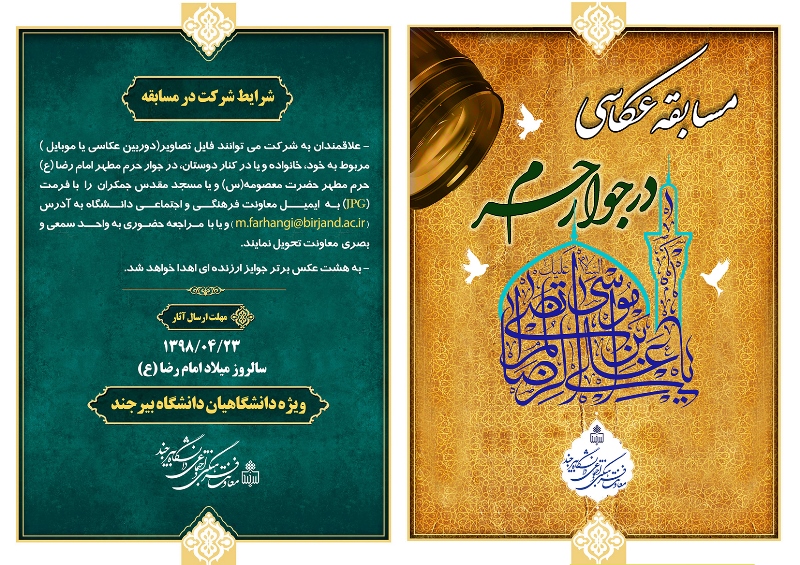 مسابقه عکاسی
در جوار حرم
یا علی بن موسی الرضا المرتضی
علیک السلام
معاونت فرهنگی و اجتماعی دانشگاه بیرجند
شرایط شرکت در مسابقه
- علاقمندان به شرکت می توانند فایل تصاویر(دوربین عکاسی یا موبایل )
مربوط به خود، خانواده و یا در کنار دوستان، در جوار حرم مطهر امام رضا (ع)
حرم مطهر حضرت معصومه(س) و یا مسجد مقدس جمکران را با فرمت
(JPG) به ایمیل معاونت فرهنگی و اجتماعی دانشگاه به آدرس
(m.farhangi@birjand.ac.ir) و یا با مراجعه حضوری به واحد سمعی و
بصری معاونت تحویل نمایند.
- به هشت عکس برتر جوایز ارزنده ای اهدا خواهد شد.
مهلت ارسال آثار
۱۳۹۸/۰۴/۲۳
سالروز میلاد امام رضا (ع)
ویژه دانشگاهیان دانشگاه بیرجند
معاونت فرهنگی و اجتماعی دانشگاه بیرجند